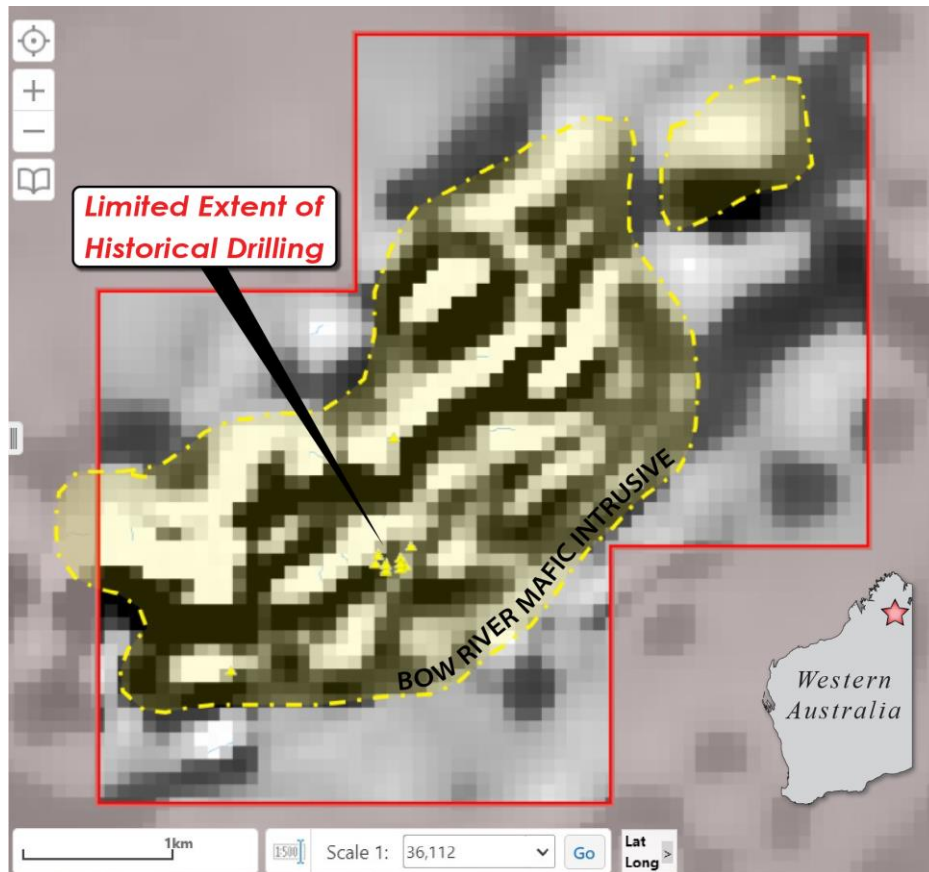 Limited Extent of
Historical Drilling
BOW RIVER MAFIC INTRUSIVE
Western
Australia
1km
1:500
Scale 1:
36,112
Go
Lat
Long >